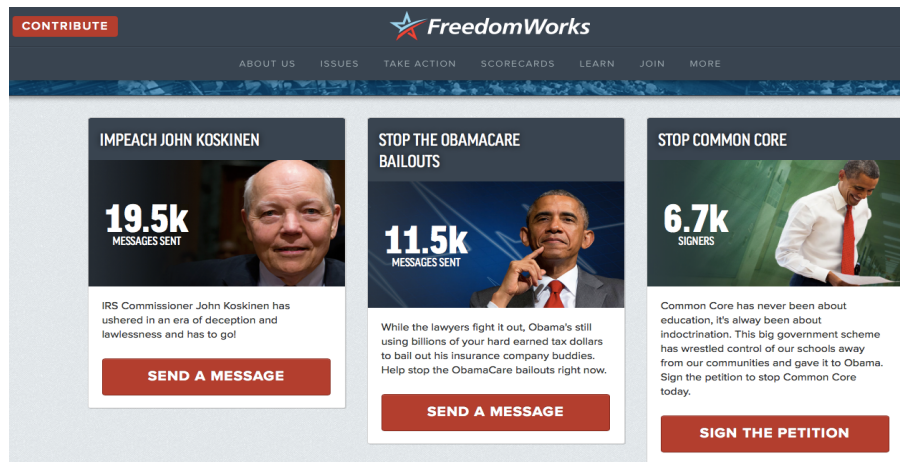 CONTRIBUTE
FreedomWorks
ABOUT US ISSUES TAKE ACTION SCORECARDS LEARN JOIN MORE
IMPEACH JOHN KOSKINEN
19.5k
MESSAGES SENT
IRS Commissioner John Koskinen has
ushered in an era of deception and
lawlessness and has to go!
SEND A MESSAGE
STOP THE OBAMACARE
BAILOUTS
11.5k
MESSAGES SENT
While the lawyers fight it out, Obama's still
using billions of your hard earned tax dollars
to bail out his insurance company buddies.
Help stop the ObamaCare bailouts right now.
SEND A MESSAGE
STOP COMMON CORE
6.7k
SIGNERS
Common Core has never been about
education, it's alway been about
indoctrination. This big government scheme
has wrestled control of our schools away
from our communities and gave it to Obama.
Sign the petition to stop Common Core
today.
SIGN THE PETITION